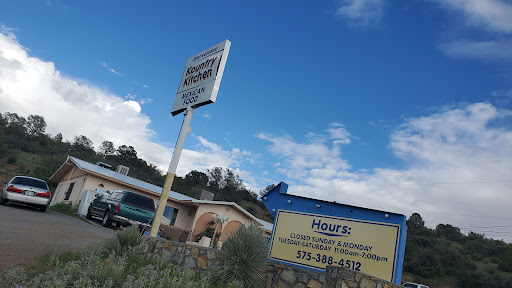 Kountry
Kitchen
MEXICAN
FOOD
Hours:
CLOSED SUNDAY & MONDAY
TUESDAY-SATURDAY 11:00am-7:00pm
575-388-4512